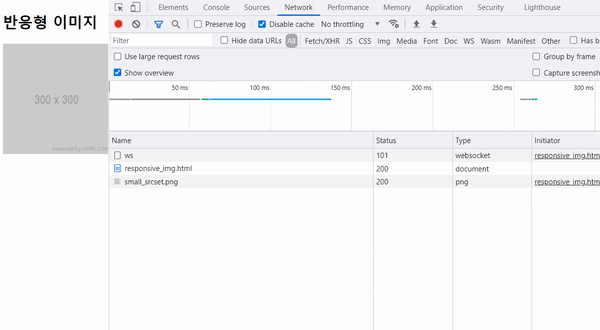 반응형 이미지
300 x 300
Powered by HTML.COM
Elements Console Sources Network Performance Memory Application Security Lighthouse
Preserve log Disable cache No throttling
Filter Hide data URLs All Fetch/XHR JS CSS Img Media Font Doc WS Wasm Manifest Other Has b
Use large request rows Group by frame
Show overview Capture screensh
50 ms 100 ms 150 ms 200 ms 250 ms 300 ms
Name Status Type Initiator
ws 101 websocket responsive_img.htm
responsive_img.html 200 document
small_srcset.png 200 png responsive_img.htm